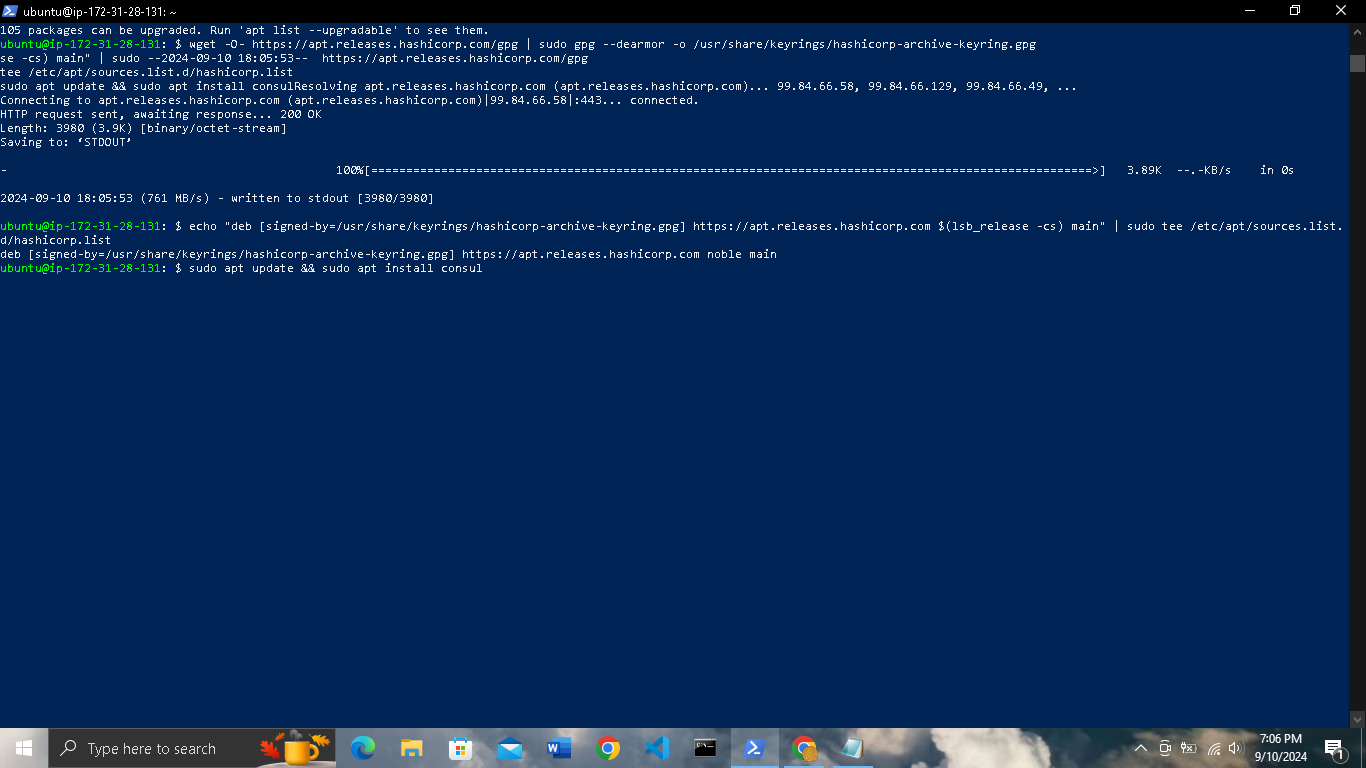 ubuntu@ip-172-31-28-131: ~
105 packages can be upgraded. Run 'apt list --upgradable' to see them.
ubuntu@ip-172-31-28-131:~$ wget -O- https://apt.releases.hashicorp.com/gpg | sudo gpg --dearmor -o /usr/share/keyrings/hashicorp-archive-keyring.gpg
se -cs) main" | sudo --2024-09-10 18:05:53--  https://apt.releases.hashicorp.com/gpg
tee /etc/apt/sources.list.d/hashicorp.list
sudo apt update && sudo apt install consulResolving apt.releases.hashicorp.com (apt.releases.hashicorp.com)... 99.84.66.58, 99.84.66.129, 99.84.66.49, ...
Connecting to apt.releases.hashicorp.com (apt.releases.hashicorp.com)|99.84.66.58|:443... connected.
HTTP request sent, awaiting response... 200 OK
Length: 3980 (3.9K) [binary/octet-stream]
Saving to: ‘STDOUT’
-                    100%[=======================================================================================================>]   3.89K  --.-KB/s    in 0s
2024-09-10 18:05:53 (761 MB/s) - written to stdout [3980/3980]
ubuntu@ip-172-31-28-131:~$ echo "deb [signed-by=/usr/share/keyrings/hashicorp-archive-keyring.gpg] https://apt.releases.hashicorp.com $(lsb_release -cs) main" | sudo tee /etc/apt/sources.list.
d/hashicorp.list
deb [signed-by=/usr/share/keyrings/hashicorp-archive-keyring.gpg] https://apt.releases.hashicorp.com noble main
ubuntu@ip-172-31-28-131:~$ sudo apt update && sudo apt install consul
Type here to search
7:06 PM
9/10/2024
1